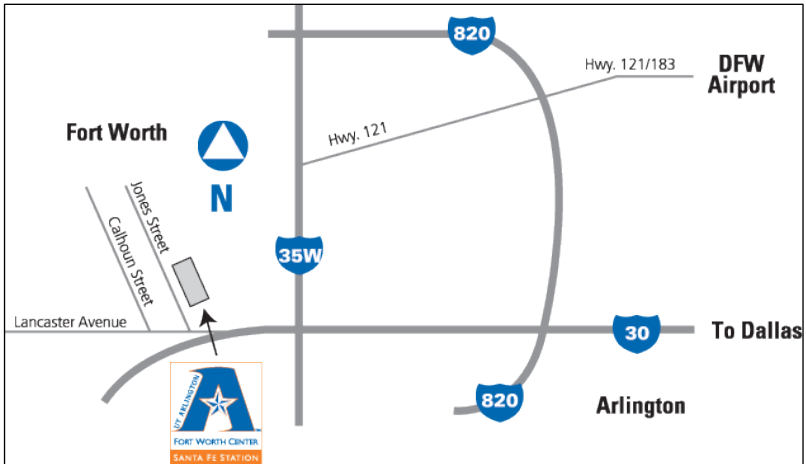 820
Hwy. 121/183
DFW
Airport
Hwy. 121
Fort Worth
N
Jones Street
Calhoun Street
35W
Lancaster Avenue
30
To Dallas
820
Arlington
UT ARLINGTON
FORT WORTH CENTER
SANTA FE STATION